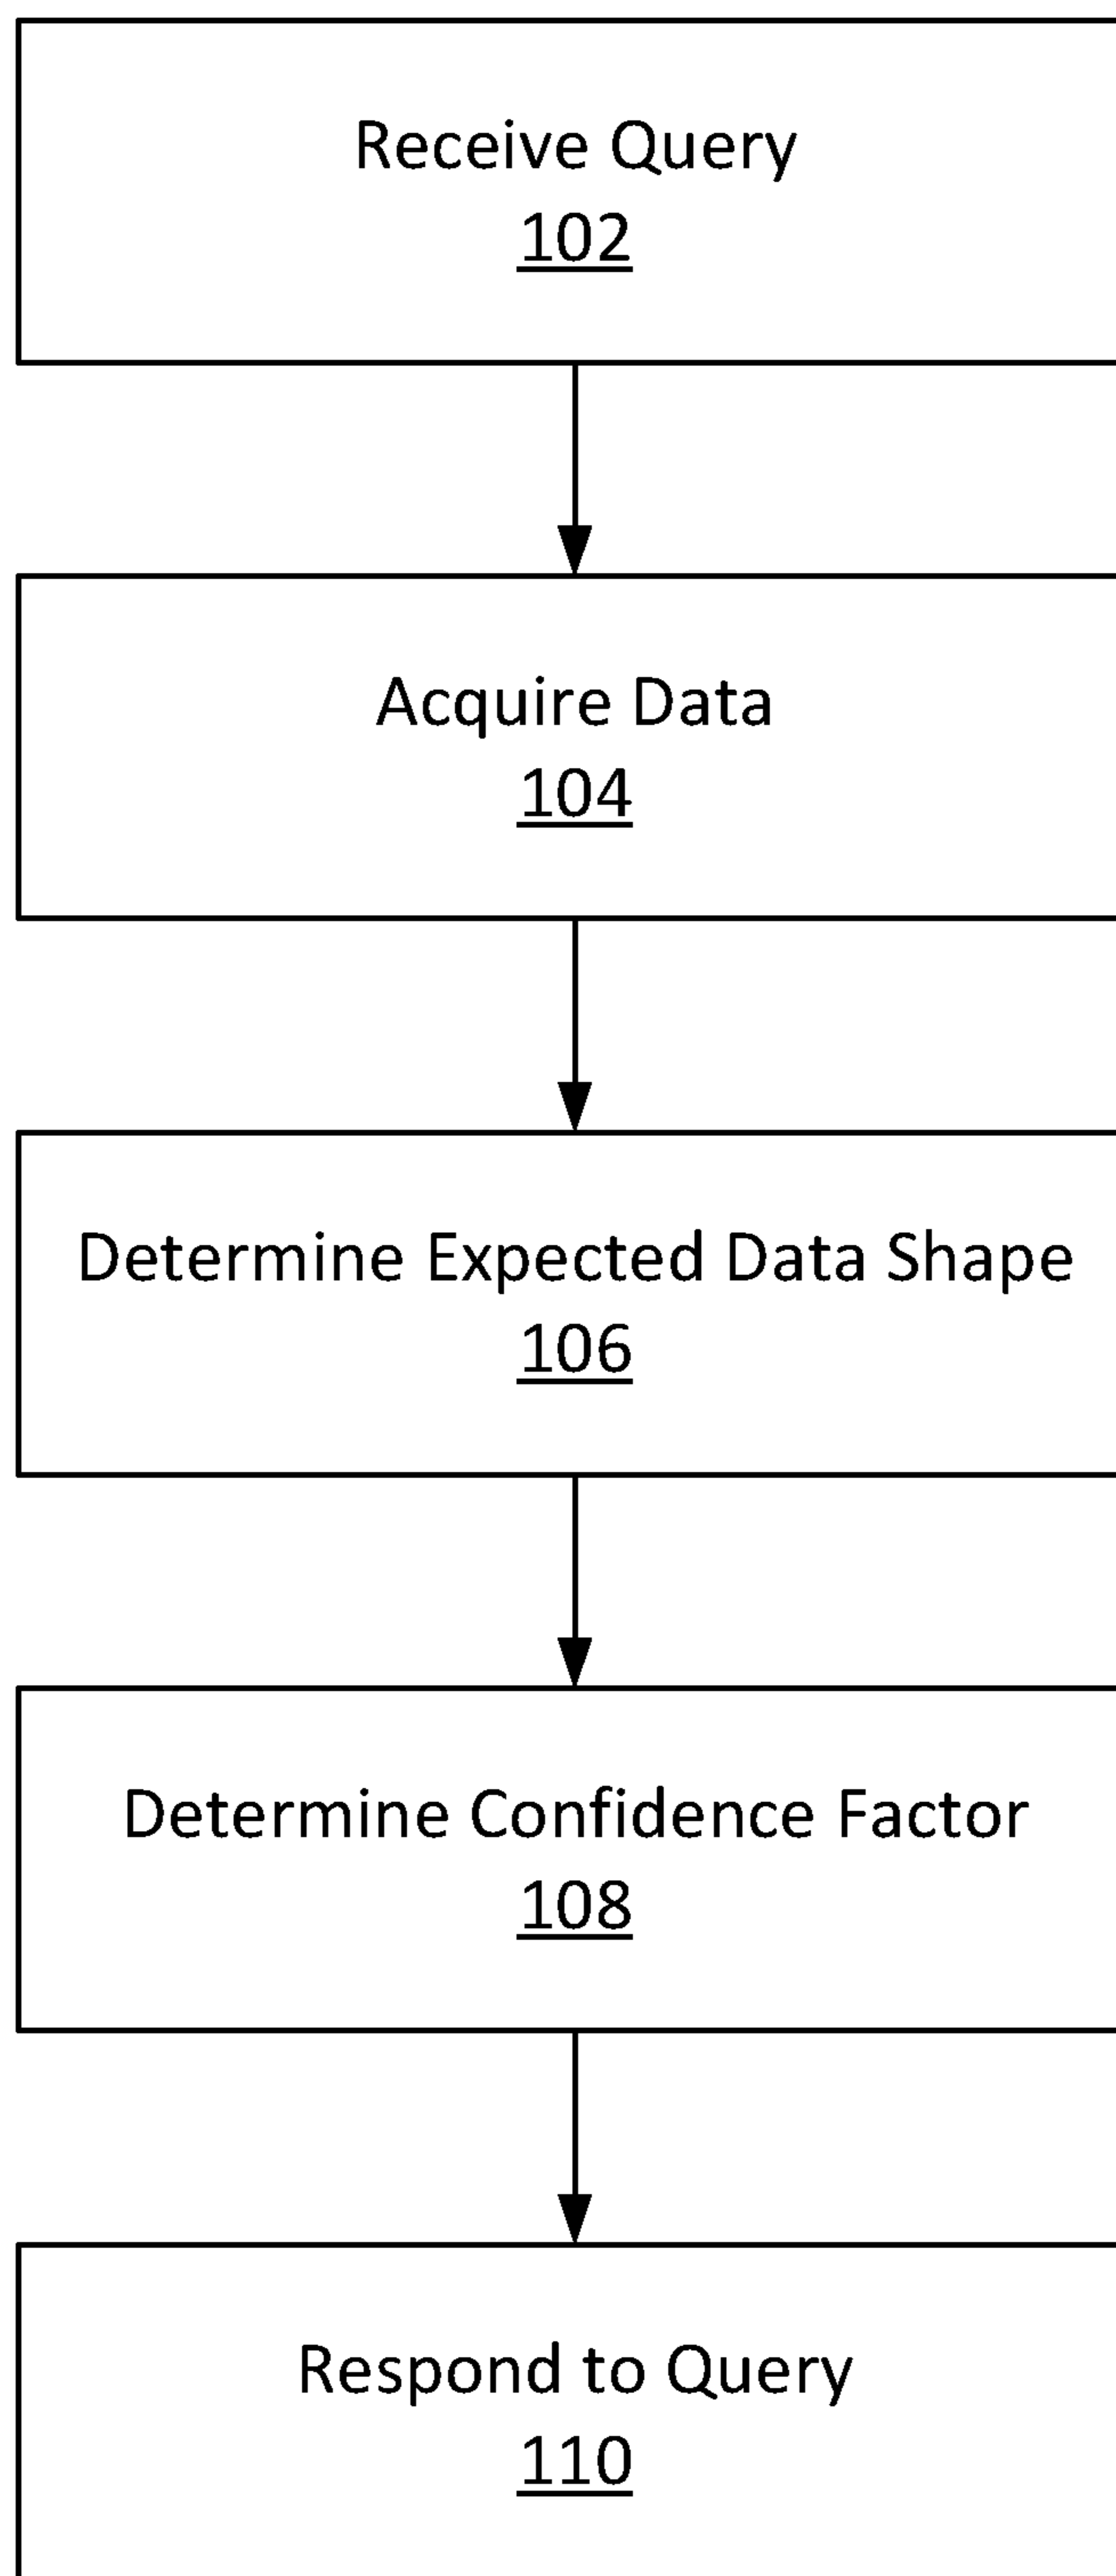 Receive Query
102
Acquire Data
104
Determine Expected Data Shape
106
Determine Confidence Factor
108
Respond to Query
110